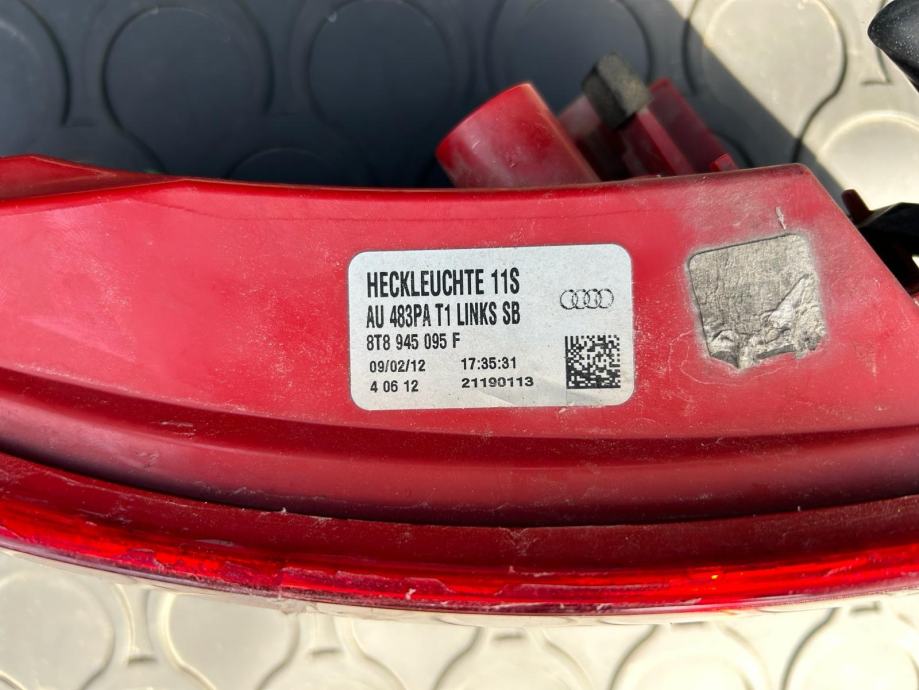 HECKLEUCHTE 11S
AU 483PA T1 LINKS SB
8T8 945 095 F
09/02/12 17:35:31
4 06 12 21190113